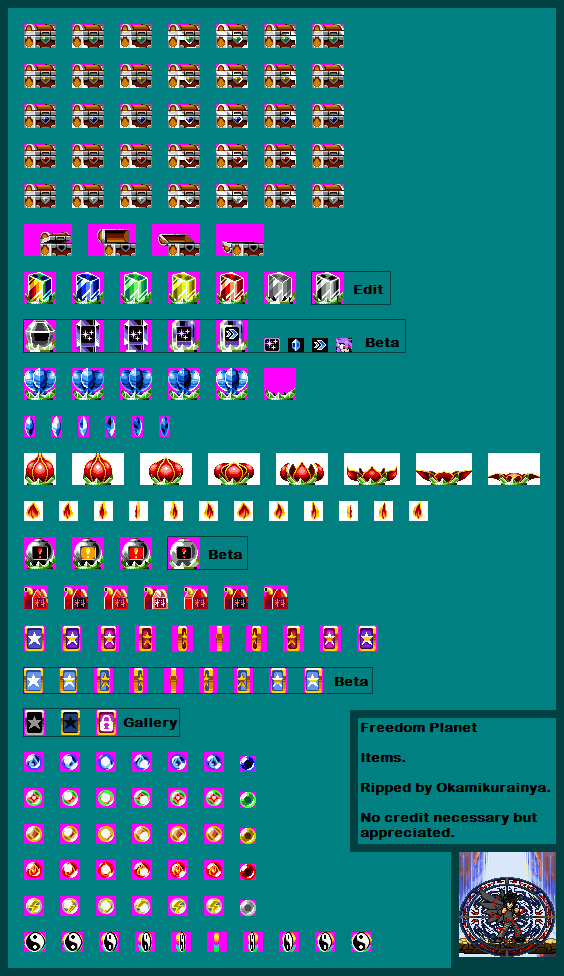 Edit
Beta
Beta
Beta
Gallery
Freedom Planet
Items.
Ripped by Okamikurainya.
No credit necessary but
appreciated.